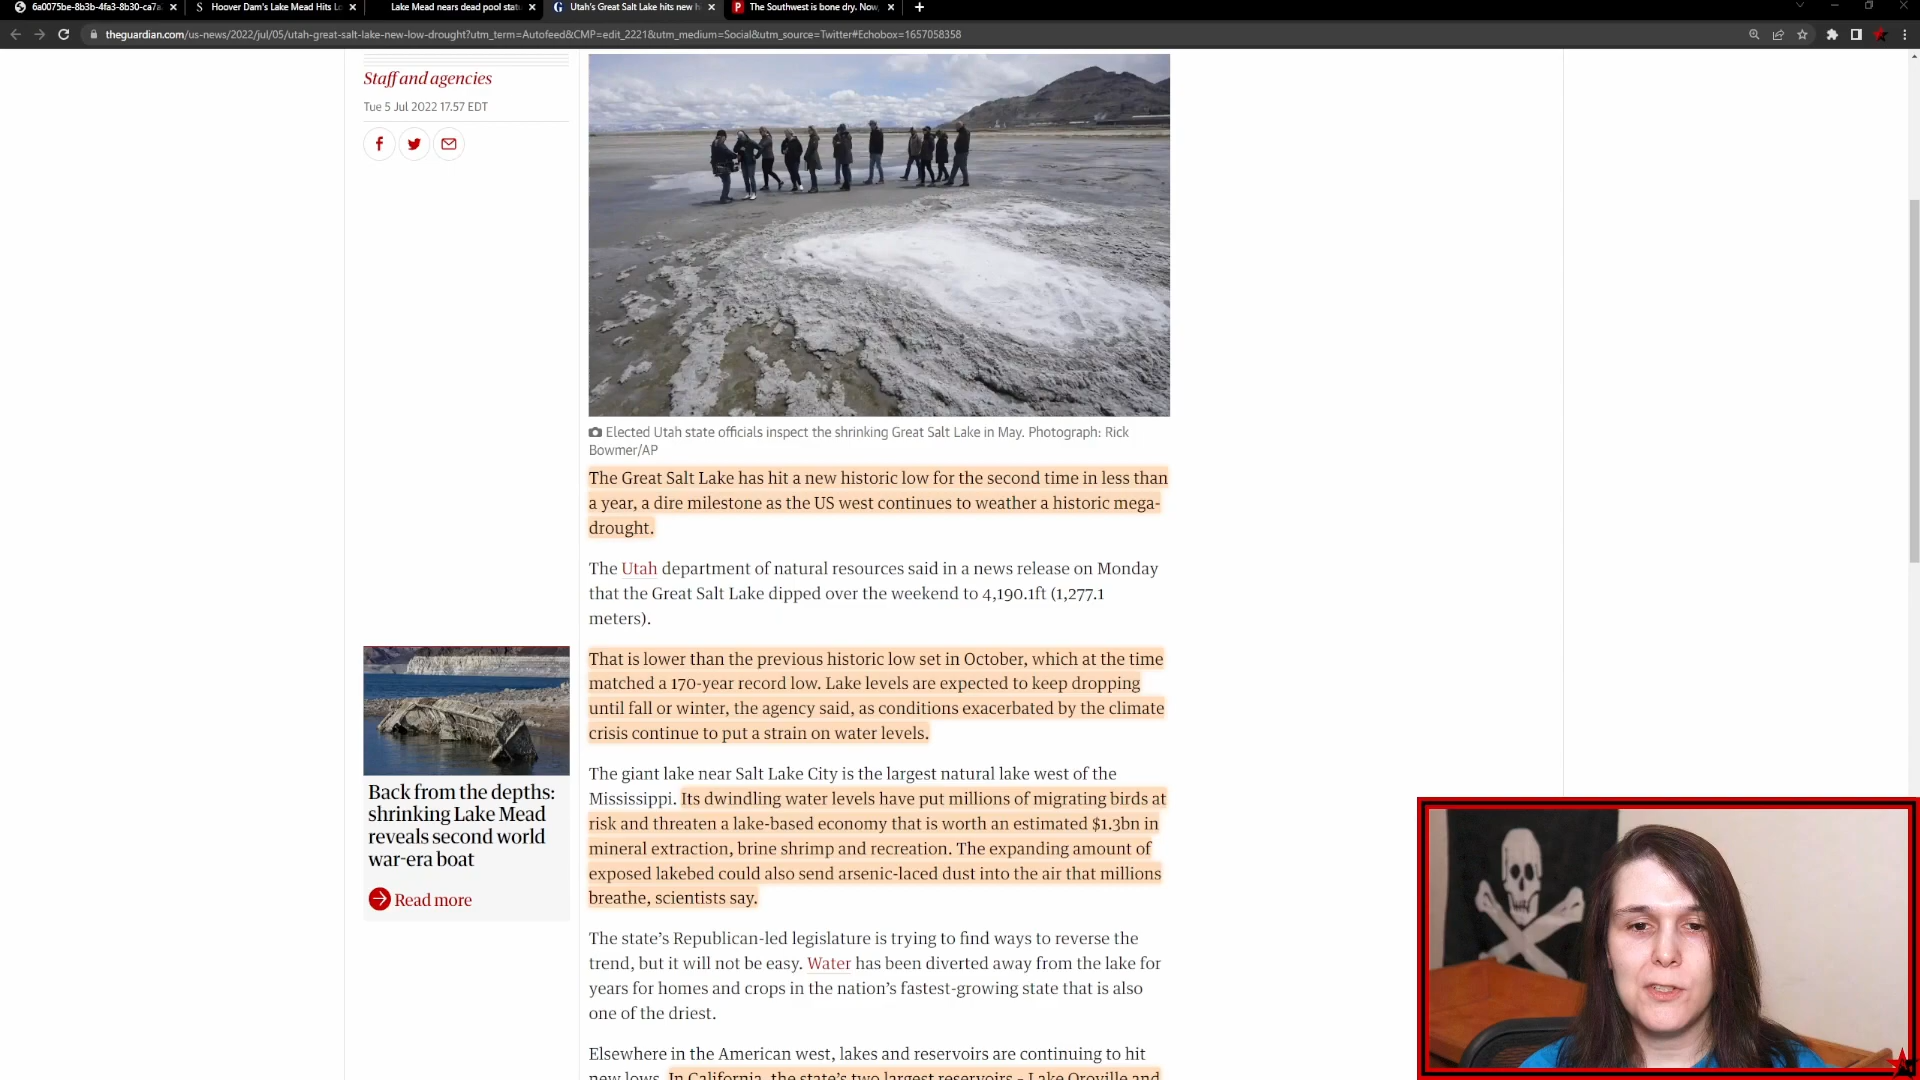 6a0075be-8b3b-4fa3-8b30-ca7a
Hoover Dam's Lake Mead Hits Lo
Lake Mead nears dead pool statu
Utah's Great Salt Lake hits new h
The Southwest is bone dry. Now,
theguardian.com/us-news/2022/jul/05/utah-great-salt-lake-new-low-drought?utm_term=Autofeed&CMP=edit_2221&utm_medium=Social&utm_source=Twitter#Echobox=1657058358
Staff and agencies
Tue 5 Jul 2022 17.57 EDT
Elected Utah state officials inspect the shrinking Great Salt Lake in May. Photograph: Rick
Bowmer/AP
The Great Salt Lake has hit a new historic low for the second time in less than
a year, a dire milestone as the US west continues to weather a historic mega-
drought.
The Utah department of natural resources said in a news release on Monday
that the Great Salt Lake dipped over the weekend to 4,190.1ft (1,277.1
meters).
That is lower than the previous historic low set in October, which at the time
matched a 170-year record low. Lake levels are expected to keep dropping
until fall or winter, the agency said, as conditions exacerbated by the climate
crisis continue to put a strain on water levels.
The giant lake near Salt Lake City is the largest natural lake west of the
Mississippi. Its dwindling water levels have put millions of migrating birds at
risk and threaten a lake-based economy that is worth an estimated $1.3bn in
mineral extraction, brine shrimp and recreation. The expanding amount of
exposed lakebed could also send arsenic-laced dust into the air that millions
breathe, scientists say.
The state's Republican-led legislature is trying to find ways to reverse the
trend, but it will not be easy. Water has been diverted away from the lake for
years for homes and crops in the nation's fastest-growing state that is also
one of the driest.
Elsewhere in the American west, lakes and reservoirs are continuing to hit
new lows. In California, the state's two largest reservoirs – Lake Oroville and
Back from the depths:
shrinking Lake Mead
reveals second world
war-era boat
Read more